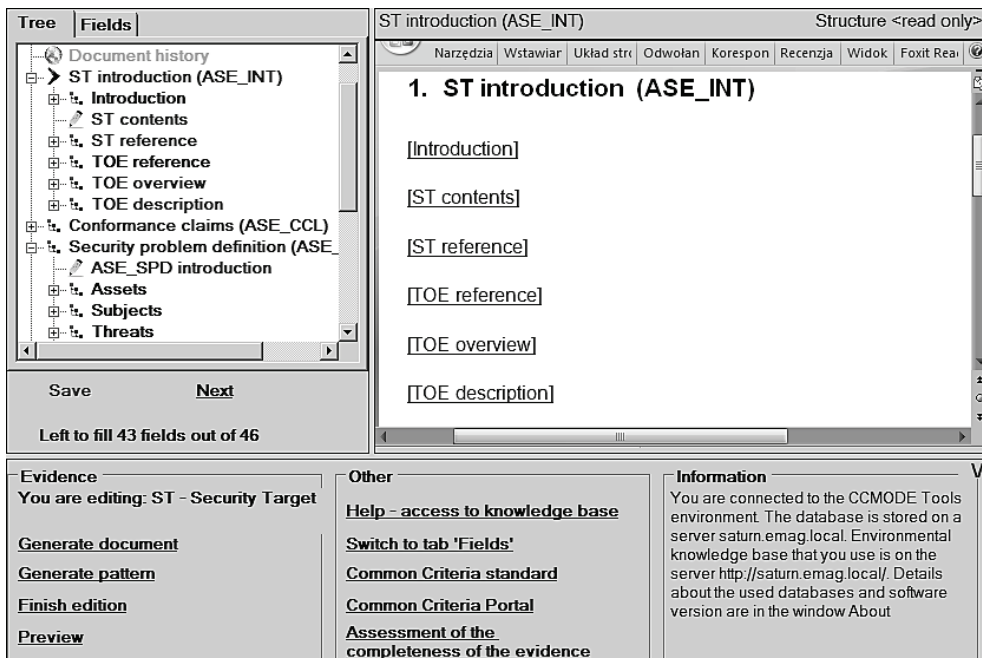 Tree Fields
Document history
ST introduction (ASE_INT)
Introduction
ST contents
ST reference
TOE reference
TOE overview
TOE description
Conformance claims (ASE_CCL)
Security problem definition (ASE_
ASE_SPD introduction
Assets
Subjects
Threats
Save Next
Left to fill 43 fields out of 46
ST introduction (ASE_INT) Structure <read only>
Narzędzia Wstawiar Układ stro Odwołan Korespon Recenzja Widok Foxit Rea
1. ST introduction (ASE_INT)
[Introduction]
[ST contents]
[ST reference]
[TOE reference]
[TOE overview]
[TOE description]
Evidence
You are editing: ST - Security Target
Generate document
Generate pattern
Finish edition
Preview
Other
Help - access to knowledge base
Switch to tab 'Fields'
Common Criteria standard
Common Criteria Portal
Assessment of the
completeness of the evidence
Information
You are connected to the CCMODE Tools
environment. The database is stored on a
server saturn.emag.local. Environmental
knowledge base that you use is on the
server http://saturn.emag.local/. Details
about the used databases and software
version are in the window About
V